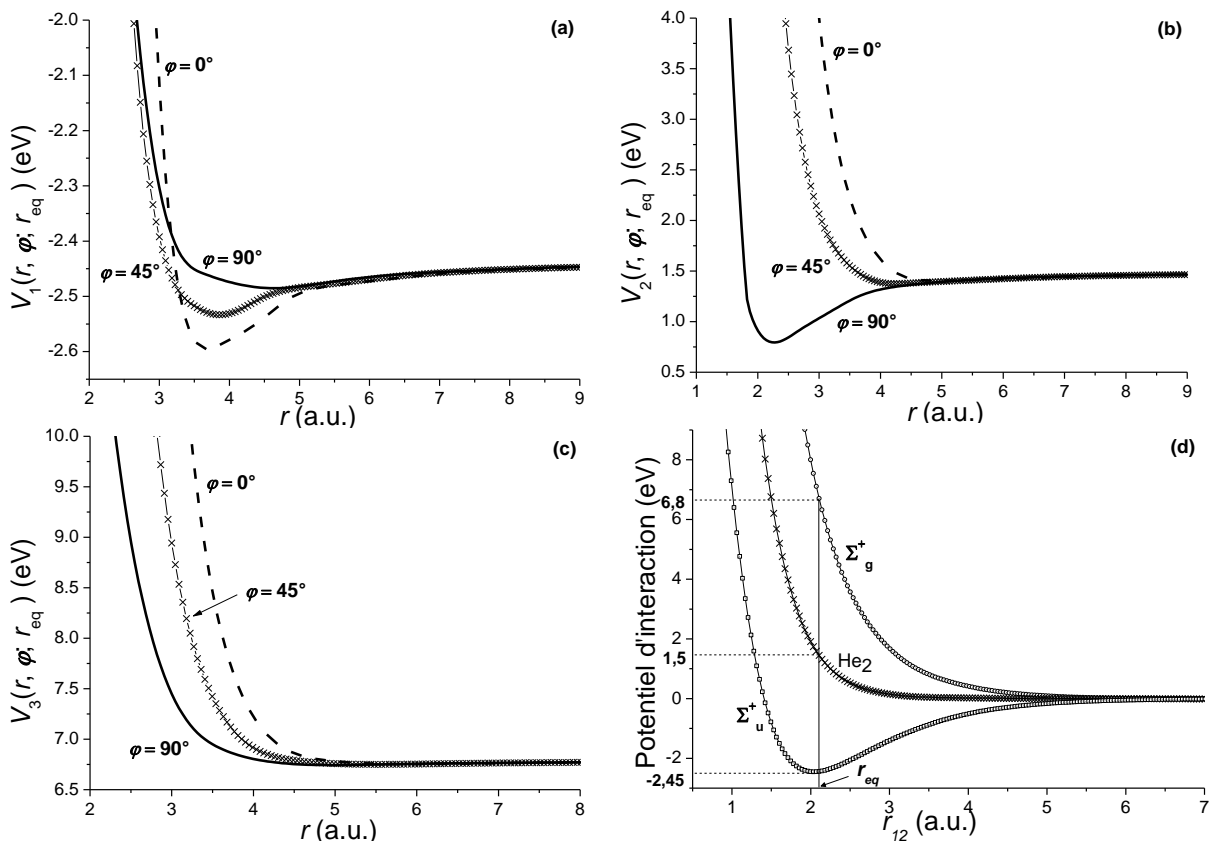 (a)
V₁(r, φ; r_eq) (eV)
-2.0
-2.1
-2.2
-2.3
-2.4
-2.5
-2.6
φ = 0°
φ = 90°
φ = 45°
2 3 4 5 6 7 8 9
r (a.u.)
(b)
V₂(r, φ; r_eq) (eV)
4.0
3.5
3.0
2.5
2.0
1.5
1.0
0.5
φ = 0°
φ = 45°
φ = 90°
1 2 3 4 5 6 7 8 9
r (a.u.)
(c)
V₃(r, φ; r_eq) (eV)
10.0
9.5
9.0
8.5
8.0
7.5
7.0
6.5
φ = 0°
φ = 45°
φ = 90°
2 3 4 5 6 7 8
r (a.u.)
(d)
Potentiel d'interaction (eV)
8
6,8
6
4
2
1,5
0
-2
-2,45
Σ⁺g
He₂
Σ⁺u
r_eq
1 2 3 4 5 6 7
r₁₂ (a.u.)